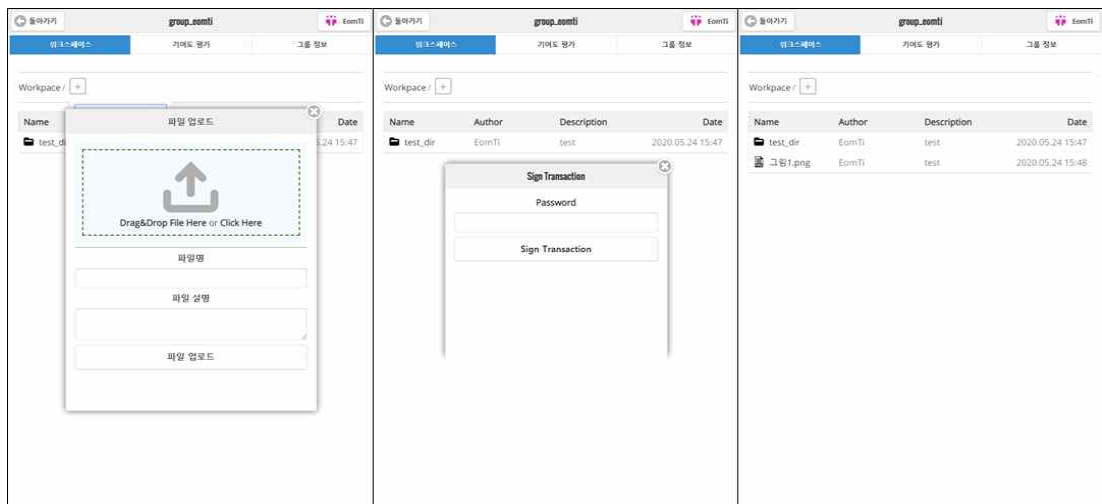 돌아가기 group_eomti EomTi
워크스페이스 기여도 평가 그룹 정보
Workpace / +
Name Date
파일 업로드
test_di 5.24 15:47
Drag&Drop File Here or Click Here
파일명
파일 설명
파일 업로드
돌아가기 group_eomti EomTi
워크스페이스 기여도 평가 그룹 정보
Workpace / +
Name Author Description Date
test_dir EomTi test 2020.05.24 15:47
Sign Transaction
Password
Sign Transaction
돌아가기 group_eomti EomTi
워크스페이스 기여도 평가 그룹 정보
Workpace / +
Name Author Description Date
test_dir EomTi test 2020.05.24 15:47
그림1.png EomTi test 2020.05.24 15:48